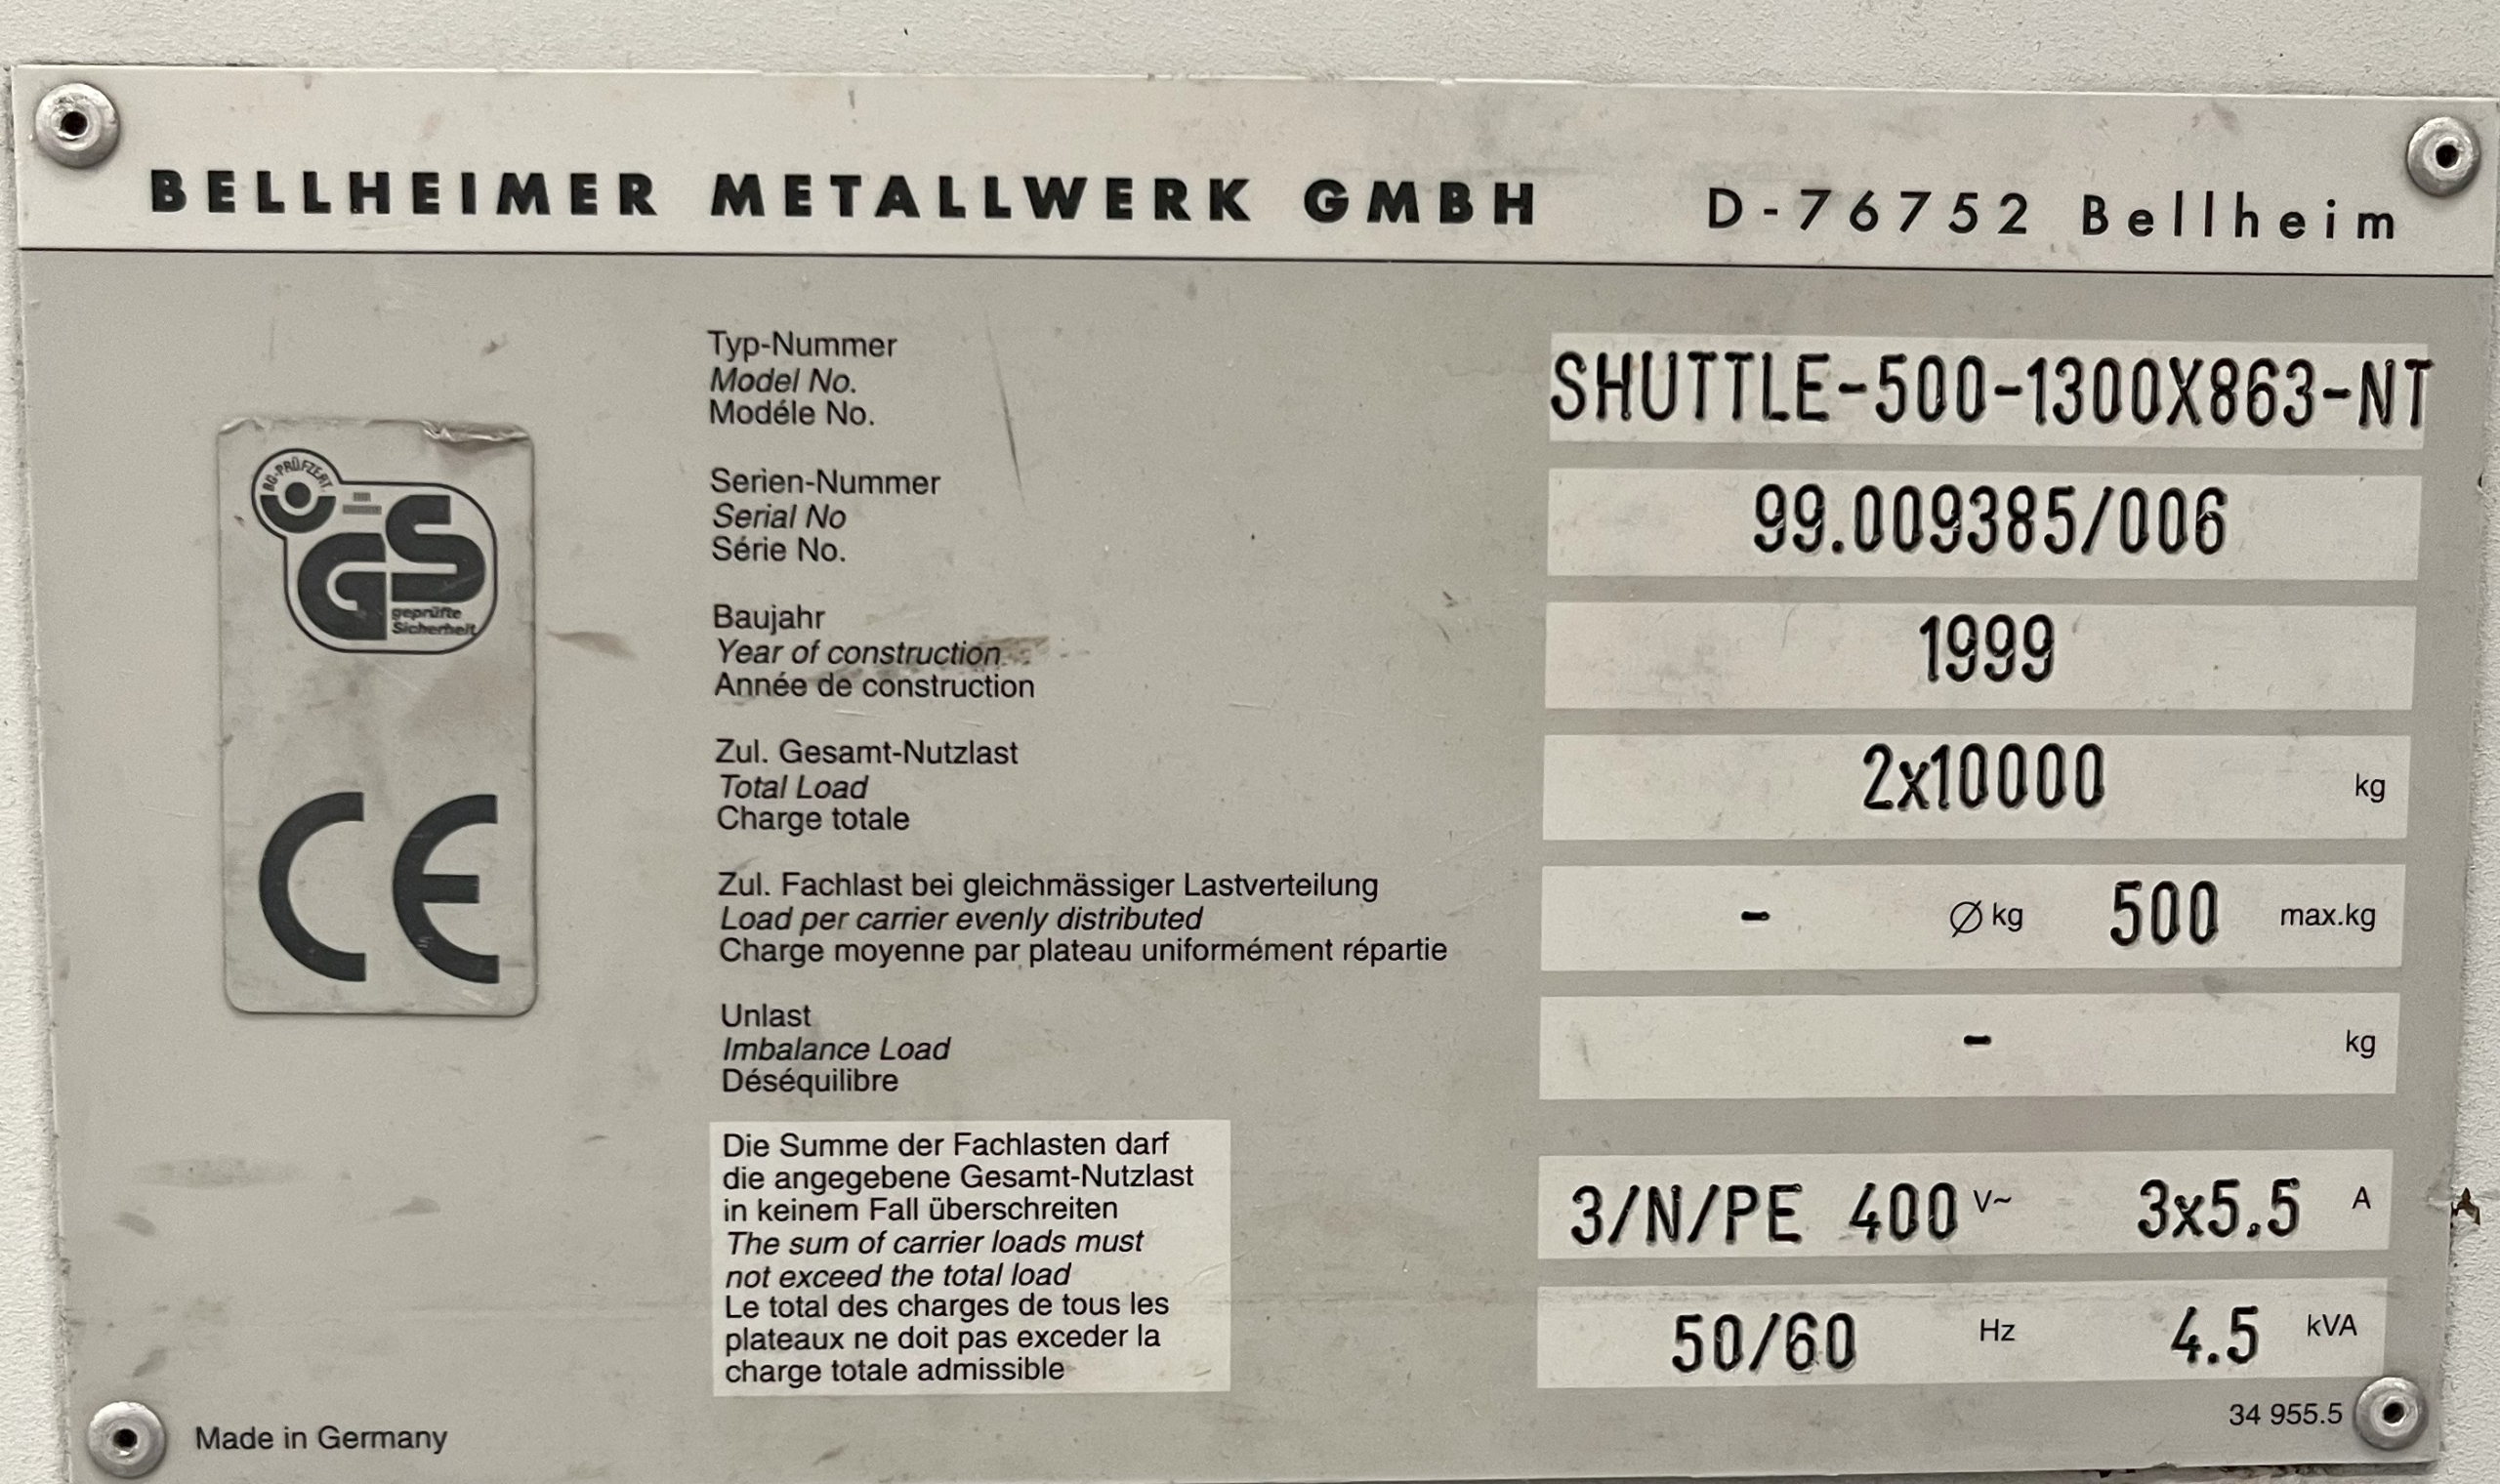 BELLHEIMER METALLWERK GMBH D-76752 Bellheim
Typ-Nummer
Model No.
Modéle No.
SHUTTLE-500-1300X863-NT
Serien-Nummer
Serial No
Série No.
99.009385/006
Baujahr
Year of construction
Année de construction
1999
Zul. Gesamt-Nutzlast
Total Load
Charge totale
2x10000 kg
Zul. Fachlast bei gleichmässiger Lastverteilung
Load per carrier evenly distributed
Charge moyenne par plateau uniformément répartie
- Ø kg 500 max.kg
Unlast
Imbalance Load
Déséquilibre
- kg
Die Summe der Fachlasten darf
die angegebene Gesamt-Nutzlast
in keinem Fall überschreiten
The sum of carrier loads must
not exceed the total load
Le total des charges de tous les
plateaux ne doit pas exceder la
charge totale admissible
3/N/PE 400 V~ 3x5.5 A
50/60 Hz 4.5 kVA
BG-PRÜFZERT.
GS
geprüfte
Sicherheit
CE
Made in Germany
34 955.5